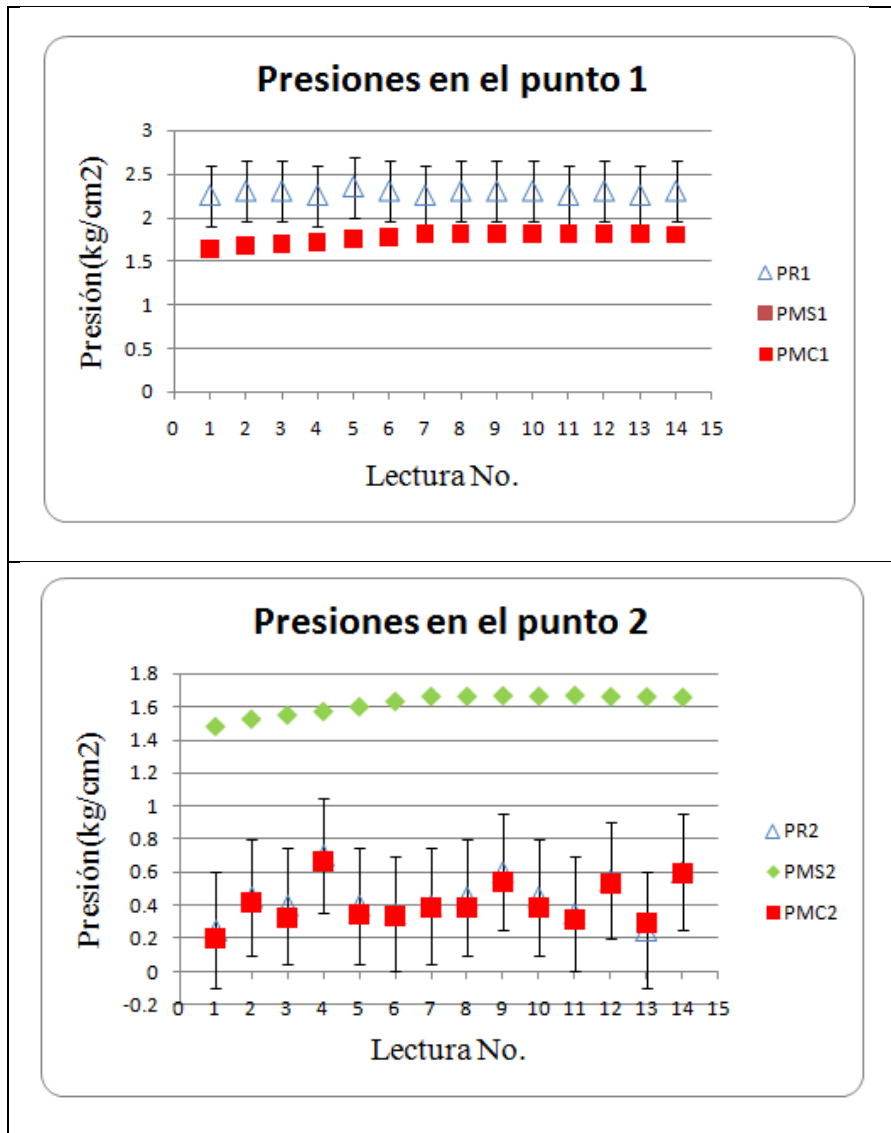 Presiones en el punto 1
Presión(kg/cm2)
3
2.5
2
1.5
1
0.5
0
0 1 2 3 4 5 6 7 8 9 10 11 12 13 14 15
Lectura No.
PR1
PMS1
PMC1
Presiones en el punto 2
Presión(kg/cm2)
1.8
1.6
1.4
1.2
1
0.8
0.6
0.4
0.2
0
-0.2
0 1 2 3 4 5 6 7 8 9 10 11 12 13 14 15
Lectura No.
PR2
PMS2
PMC2